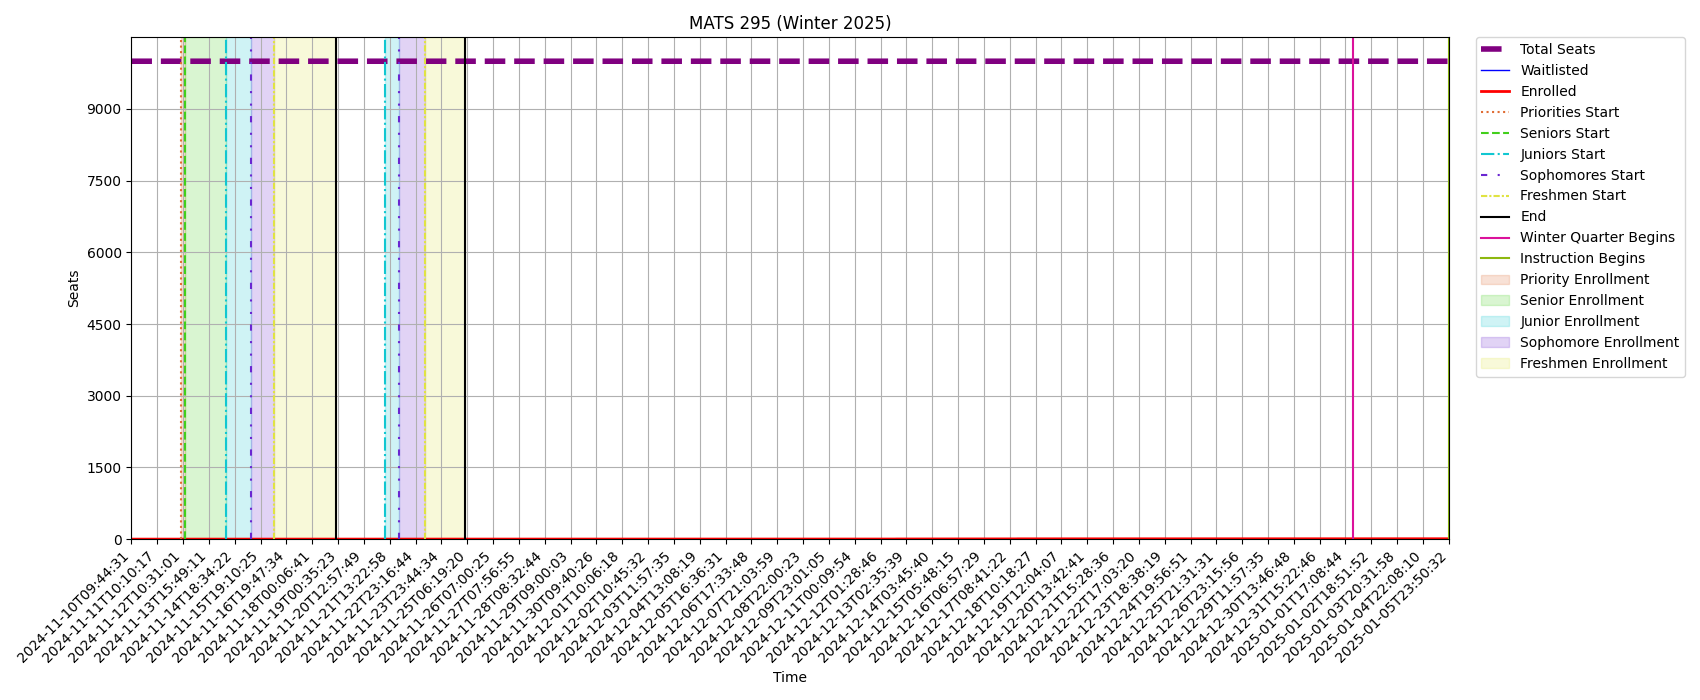 MATS 295 (Winter 2025)
Seats
9000
7500
6000
4500
3000
1500
0
2024-11-10T09:44:31
2024-11-11T10:10:17
2024-11-12T10:31:01
2024-11-13T15:49:11
2024-11-14T18:34:22
2024-11-15T19:10:25
2024-11-16T19:47:34
2024-11-18T00:06:41
2024-11-19T00:35:23
2024-11-20T12:57:49
2024-11-21T13:22:58
2024-11-22T23:16:44
2024-11-23T23:44:34
2024-11-25T06:19:20
2024-11-26T07:00:25
2024-11-27T07:56:55
2024-11-28T08:32:44
2024-11-29T09:00:03
2024-11-30T09:40:26
2024-12-01T10:06:18
2024-12-02T10:45:32
2024-12-03T11:57:35
2024-12-04T13:08:19
2024-12-05T16:36:31
2024-12-06T17:33:48
2024-12-07T21:03:59
2024-12-08T22:00:23
2024-12-09T23:01:05
2024-12-11T00:09:54
2024-12-12T01:28:46
2024-12-13T02:35:39
2024-12-14T03:45:40
2024-12-15T05:48:15
2024-12-16T06:57:29
2024-12-17T08:41:22
2024-12-18T10:18:27
2024-12-19T12:04:07
2024-12-20T13:42:41
2024-12-21T15:28:36
2024-12-22T17:03:20
2024-12-23T18:38:19
2024-12-24T19:56:51
2024-12-25T21:31:31
2024-12-26T23:15:56
2024-12-29T11:57:35
2024-12-30T13:46:48
2024-12-31T15:22:46
2025-01-01T17:08:44
2025-01-02T18:51:52
2025-01-03T20:31:58
2025-01-04T22:08:10
2025-01-05T23:50:32
Time
Total Seats
Waitlisted
Enrolled
Priorities Start
Seniors Start
Juniors Start
Sophomores Start
Freshmen Start
End
Winter Quarter Begins
Instruction Begins
Priority Enrollment
Senior Enrollment
Junior Enrollment
Sophomore Enrollment
Freshmen Enrollment